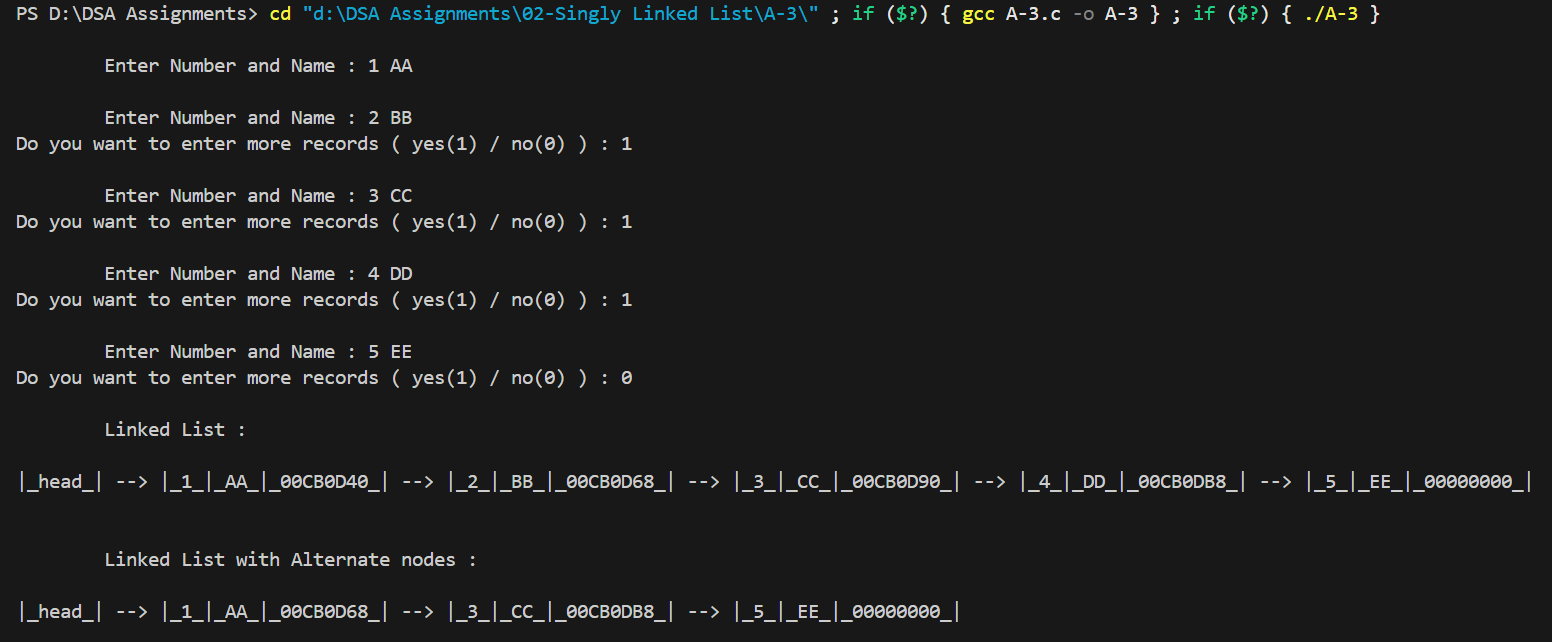 PS D:\DSA Assignments> cd "d:\DSA Assignments\02-Singly Linked List\A-3\" ; if ($?) { gcc A-3.c -o A-3 } ; if ($?) { ./A-3 }
Enter Number and Name : 1 AA
Enter Number and Name : 2 BB
Do you want to enter more records ( yes(1) / no(0) ) : 1
Enter Number and Name : 3 CC
Do you want to enter more records ( yes(1) / no(0) ) : 1
Enter Number and Name : 4 DD
Do you want to enter more records ( yes(1) / no(0) ) : 1
Enter Number and Name : 5 EE
Do you want to enter more records ( yes(1) / no(0) ) : 0
Linked List :
|_head_| --> |_1_|_AA_|_00CB0D40_| --> |_2_|_BB_|_00CB0D68_| --> |_3_|_CC_|_00CB0D90_| --> |_4_|_DD_|_00CB0DB8_| --> |_5_|_EE_|_00000000_|
Linked List with Alternate nodes :
|_head_| --> |_1_|_AA_|_00CB0D68_| --> |_3_|_CC_|_00CB0DB8_| --> |_5_|_EE_|_00000000_|